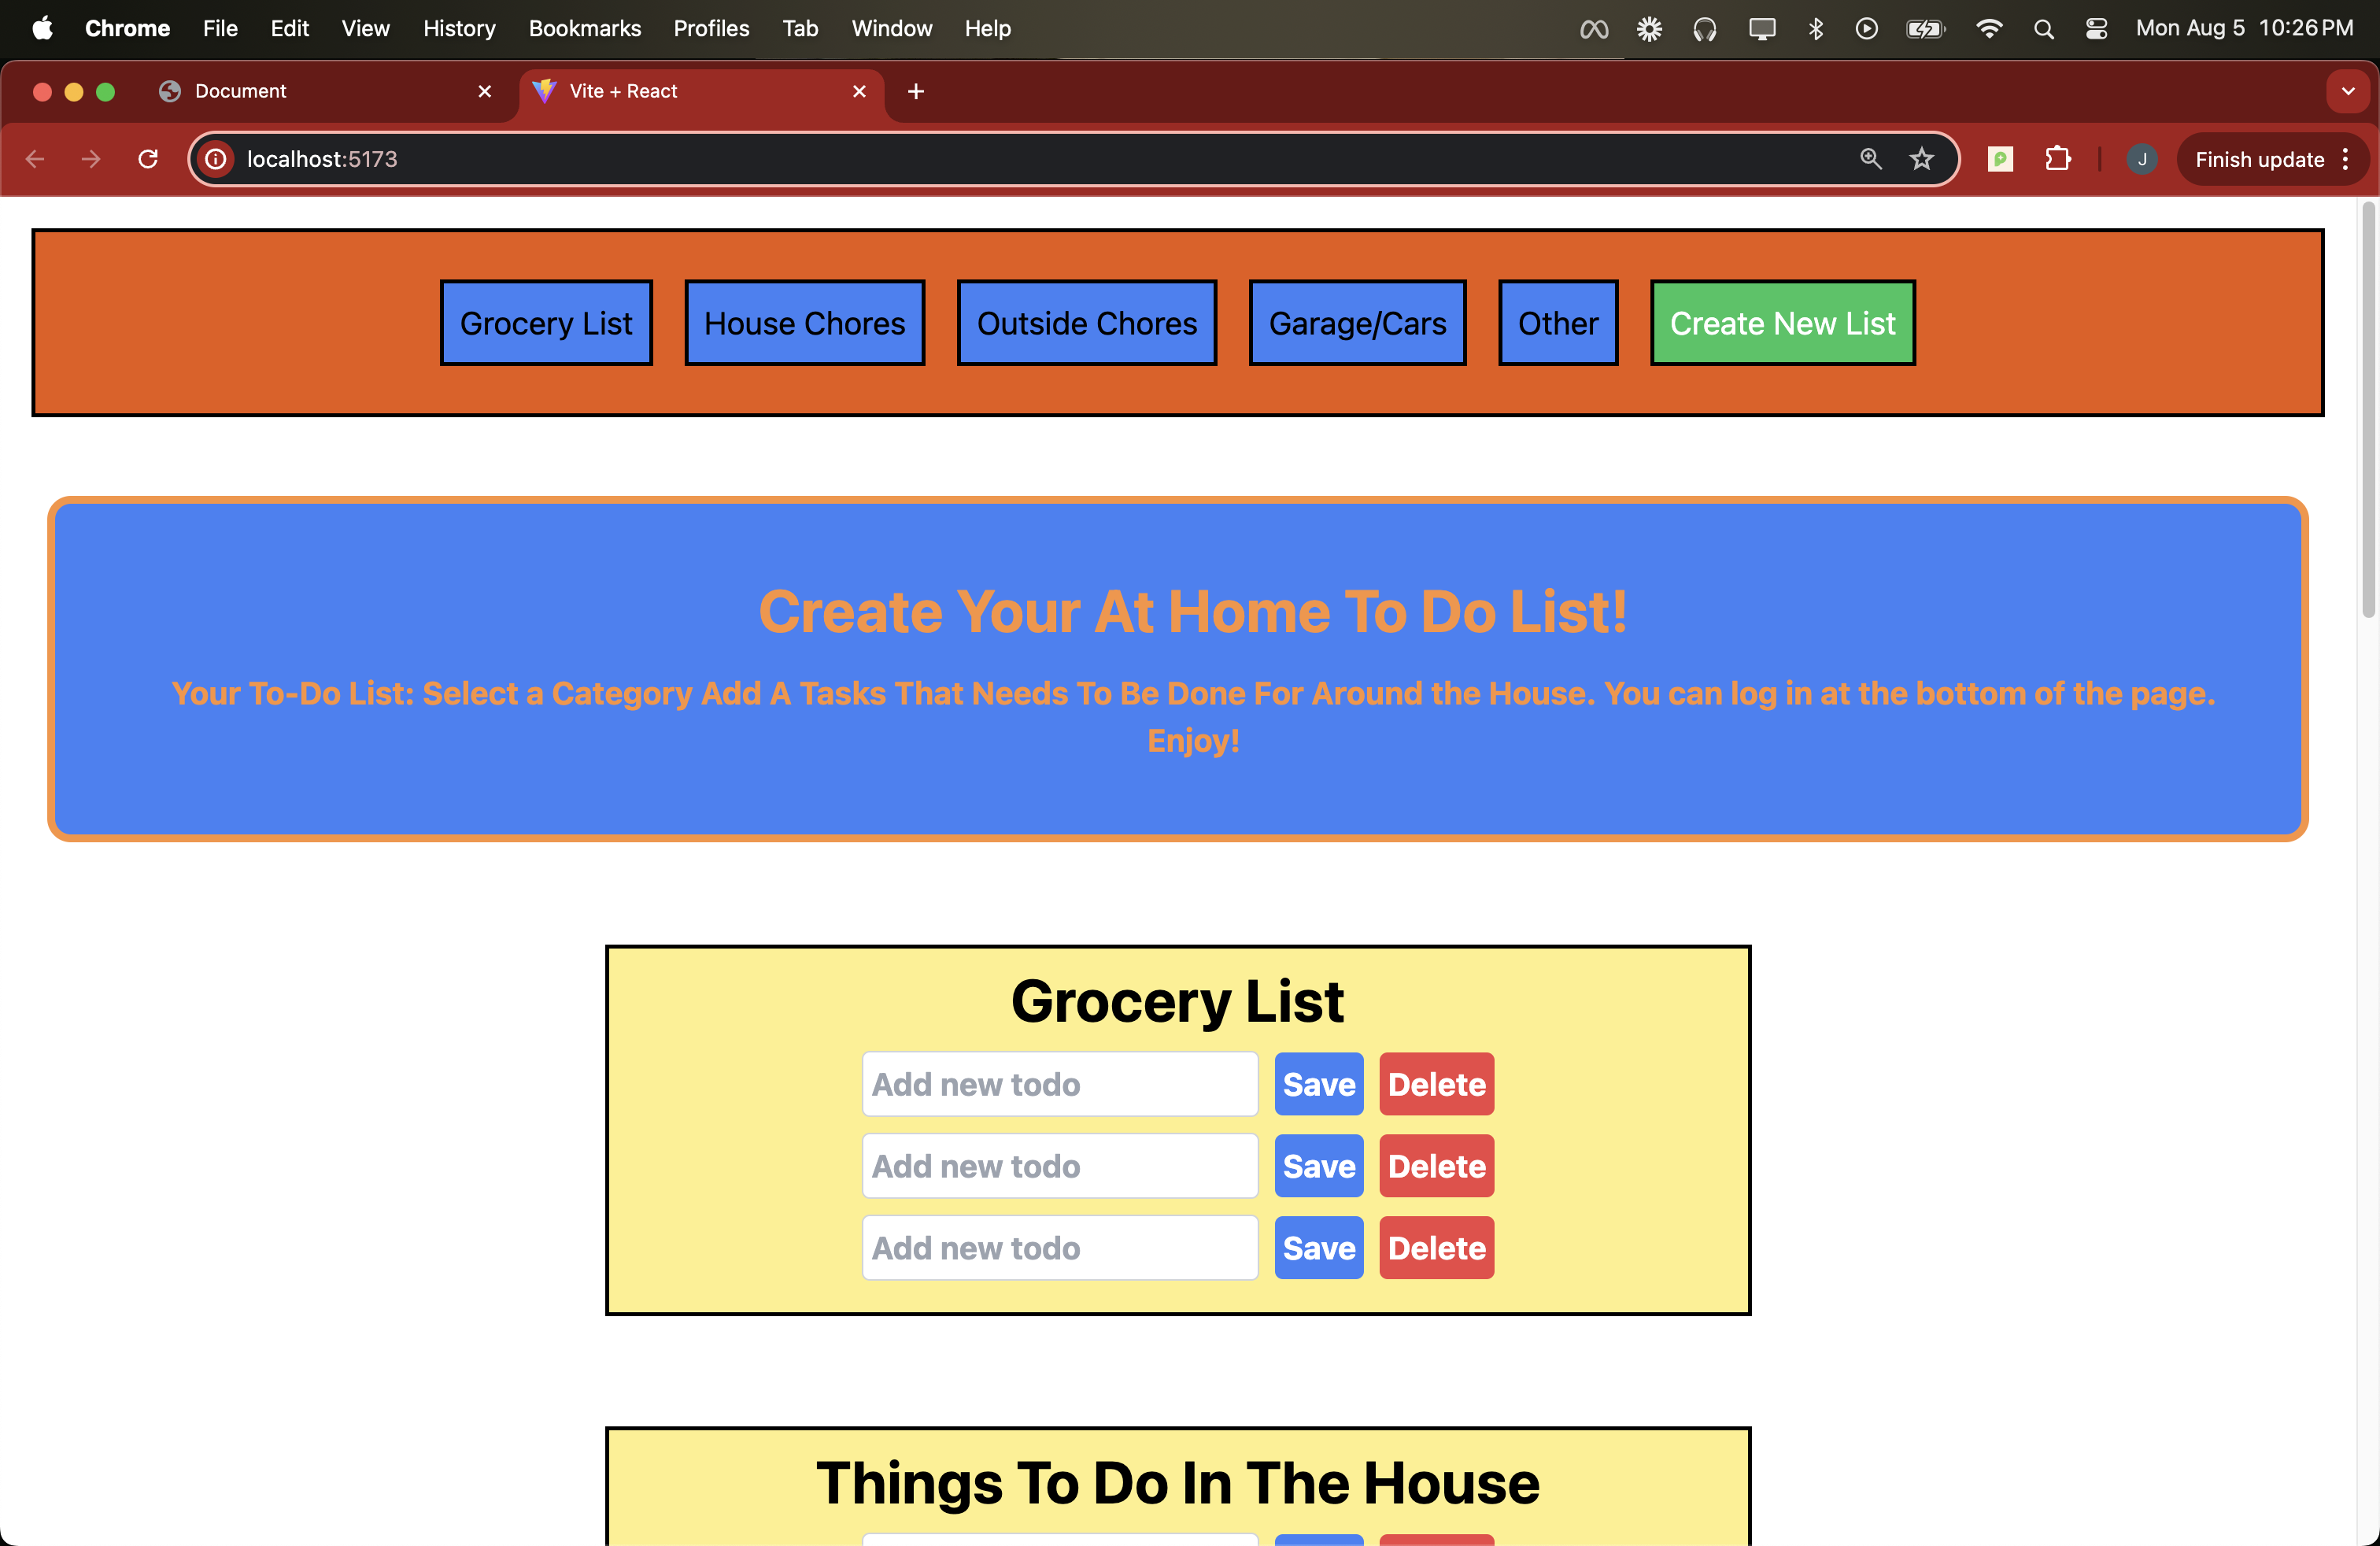 Chrome File Edit View History Bookmarks Profiles Tab Window Help Mon Aug 5 10:26 PM
Document Vite + React
localhost:5173 J Finish update
Grocery List House Chores Outside Chores Garage/Cars Other Create New List
Create Your At Home To Do List!
Your To-Do List: Select a Category Add A Tasks That Needs To Be Done For Around the House. You can log in at the bottom of the page.
Enjoy!
Grocery List
Add new todo Save Delete
Add new todo Save Delete
Add new todo Save Delete
Things To Do In The House